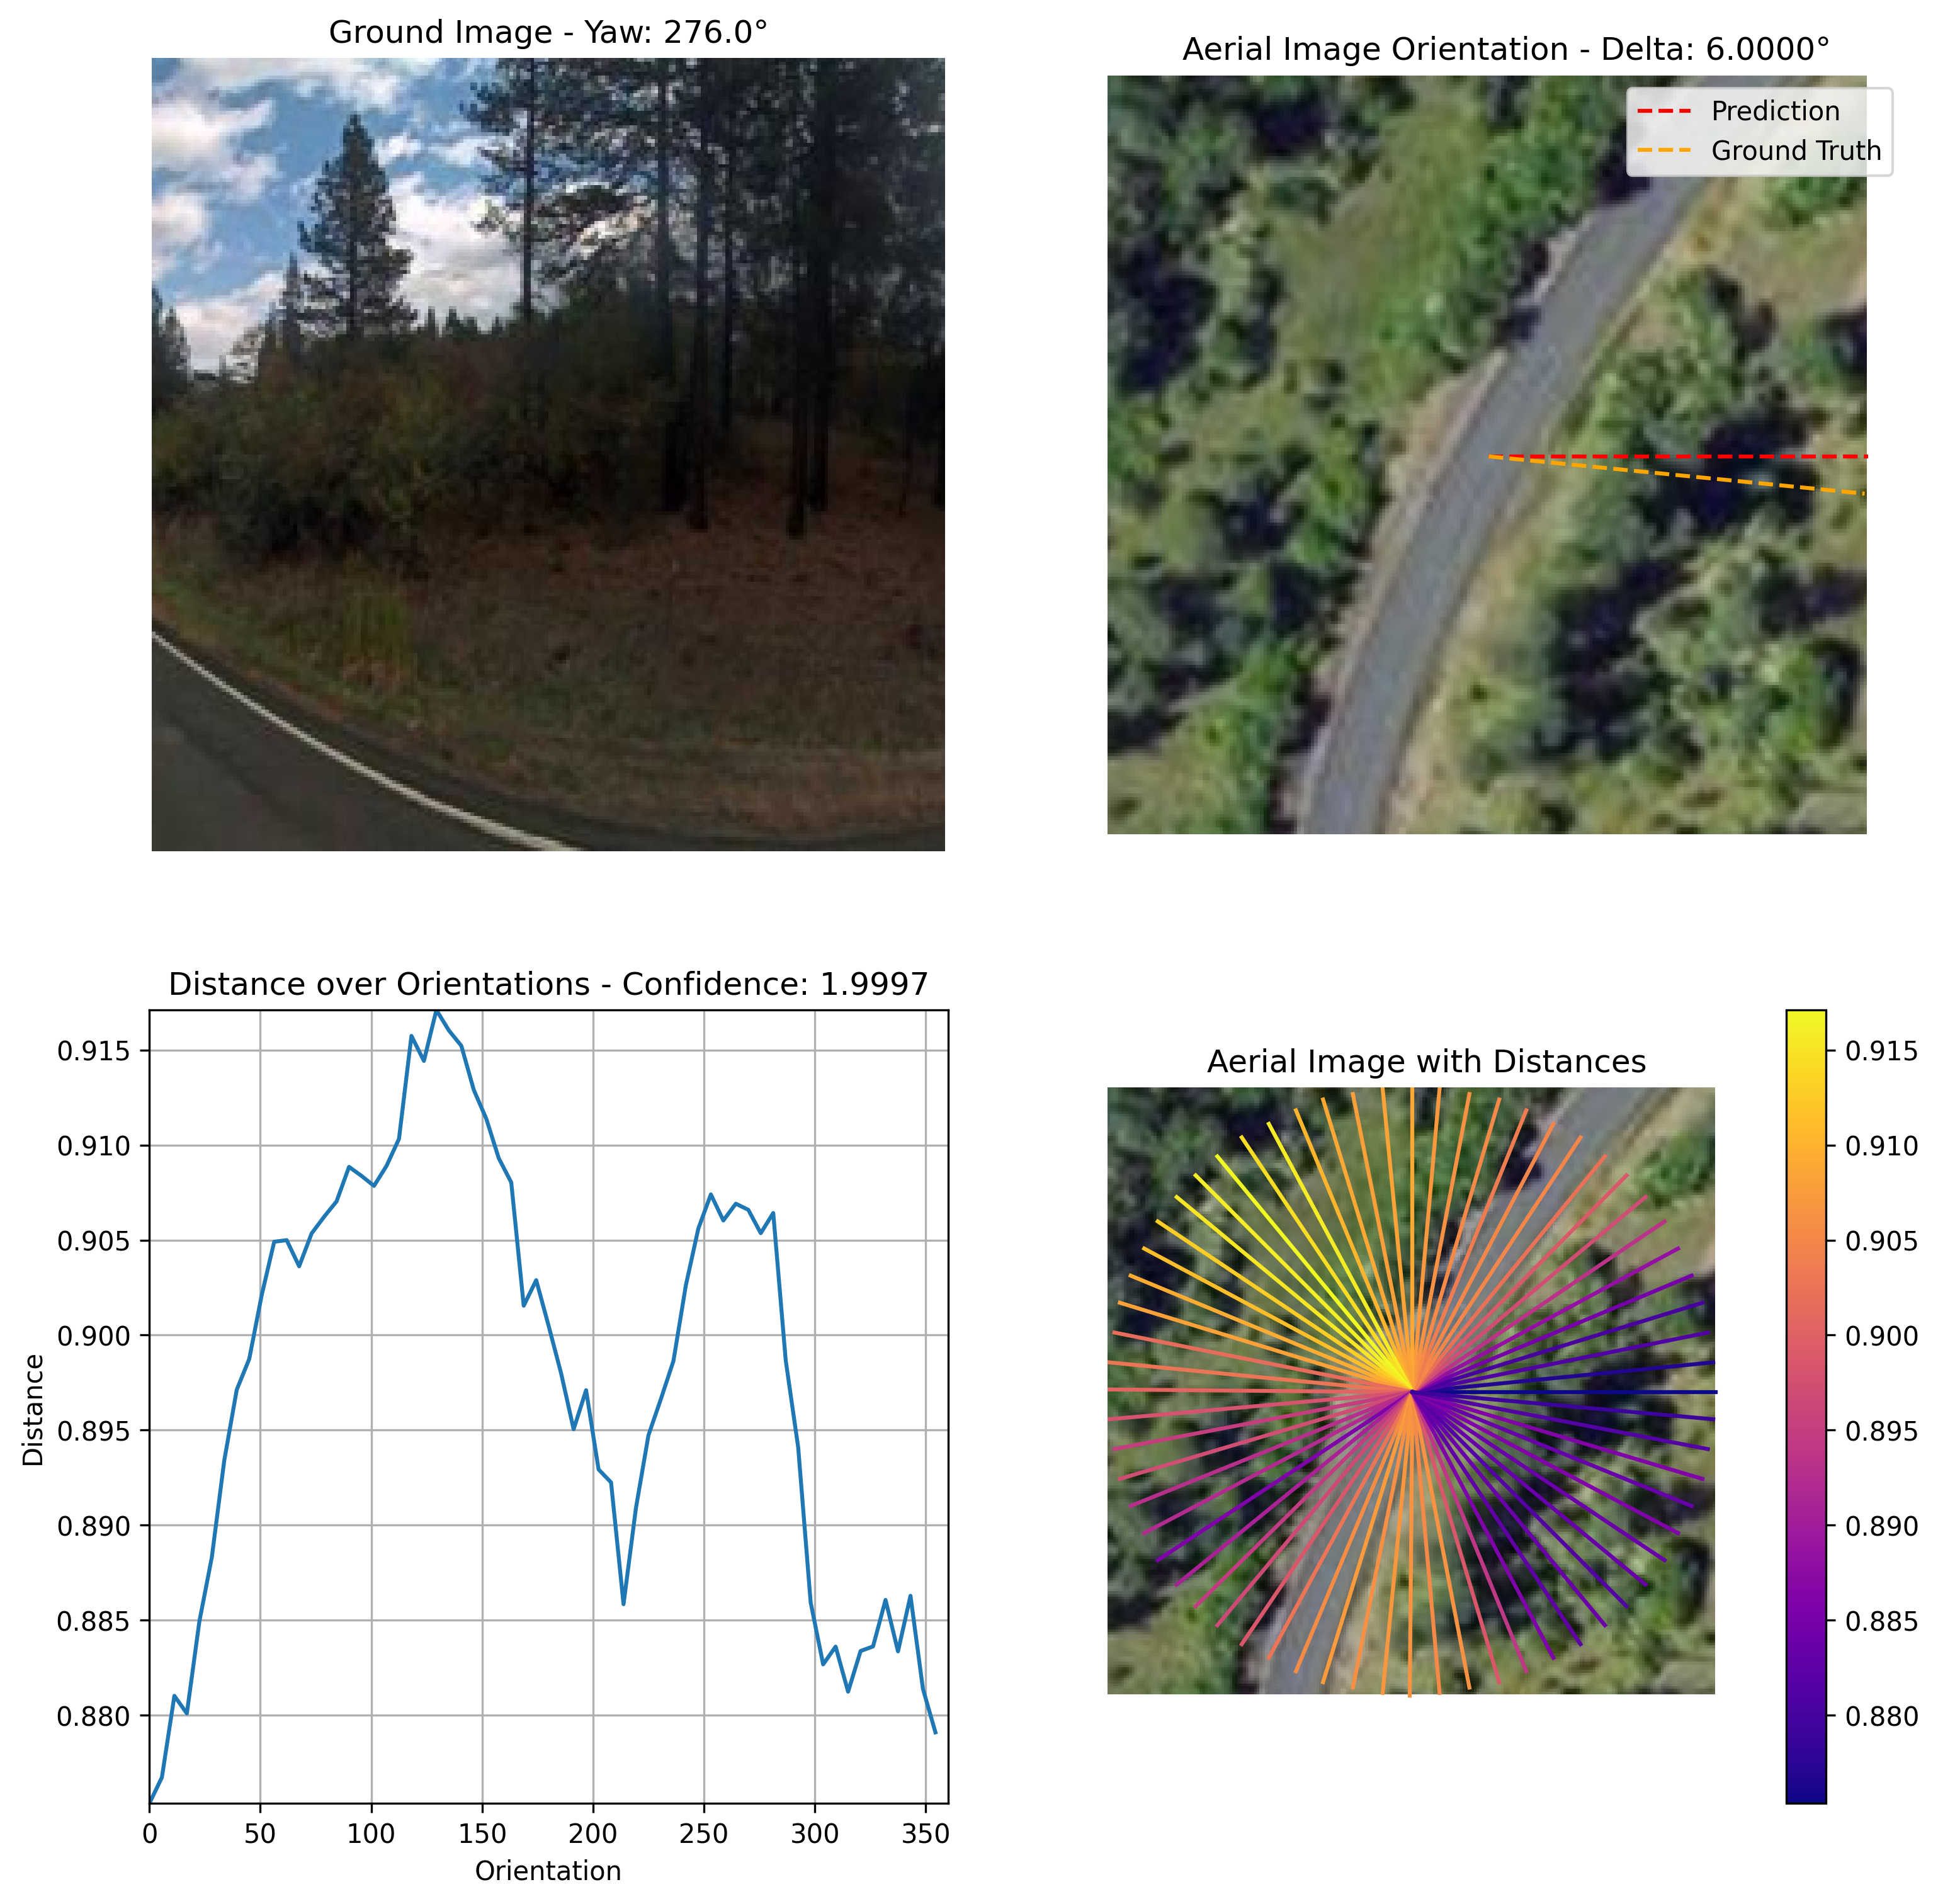 Ground Image - Yaw: 276.0°
Aerial Image Orientation - Delta: 6.0000°
Prediction
Ground Truth
Distance over Orientations - Confidence: 1.9997
0.915
0.910
0.905
0.900
0.895
0.890
0.885
0.880
Distance
0 50 100 150 200 250 300 350
Orientation
Aerial Image with Distances
0.915
0.910
0.905
0.900
0.895
0.890
0.885
0.880